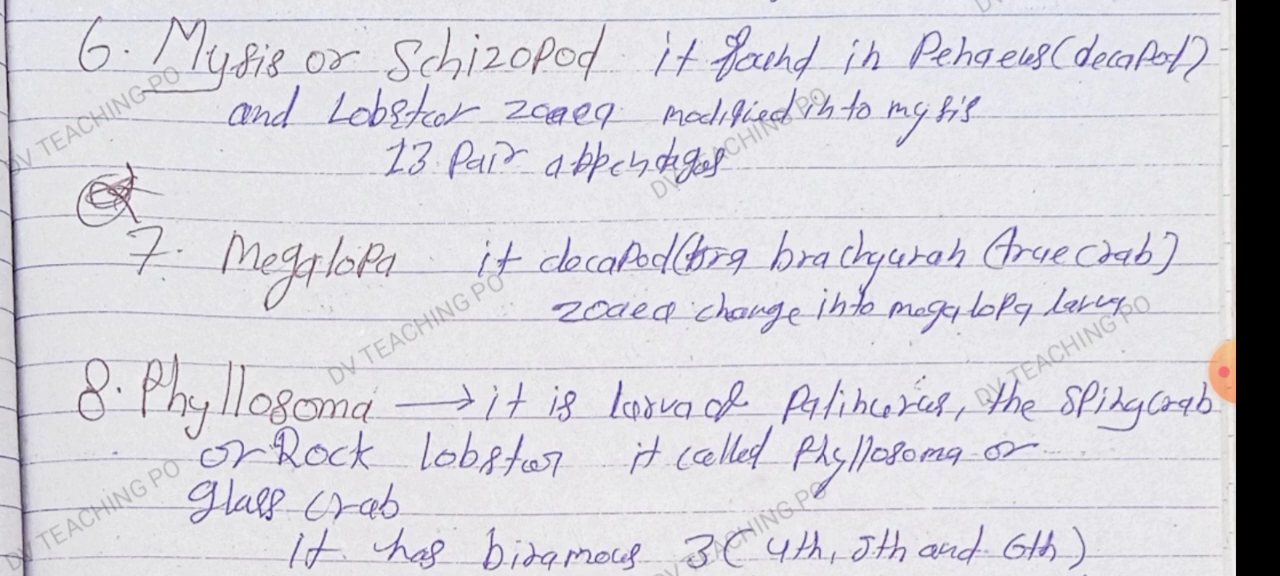 6. Mysis or Schizopod it found in Penaeus (decapod)
and Lobster zoaea modified into mysis
13 Pair appendages
7. Megalopa it decapod (bra brachyuran (true crab)
zoaea change into megalopa larva
8. Phyllosoma → it is larva of Palinurus, the spiny crab
or Rock lobster it called Phyllosoma or
glass crab
It has biramous 3 (4th, 5th and 6th)
DV TEACHING PO
DV TEACHING PO
DV TEACHING PO
DV TEACHING PO
DV TEACHING PO
DV TEACHING PO